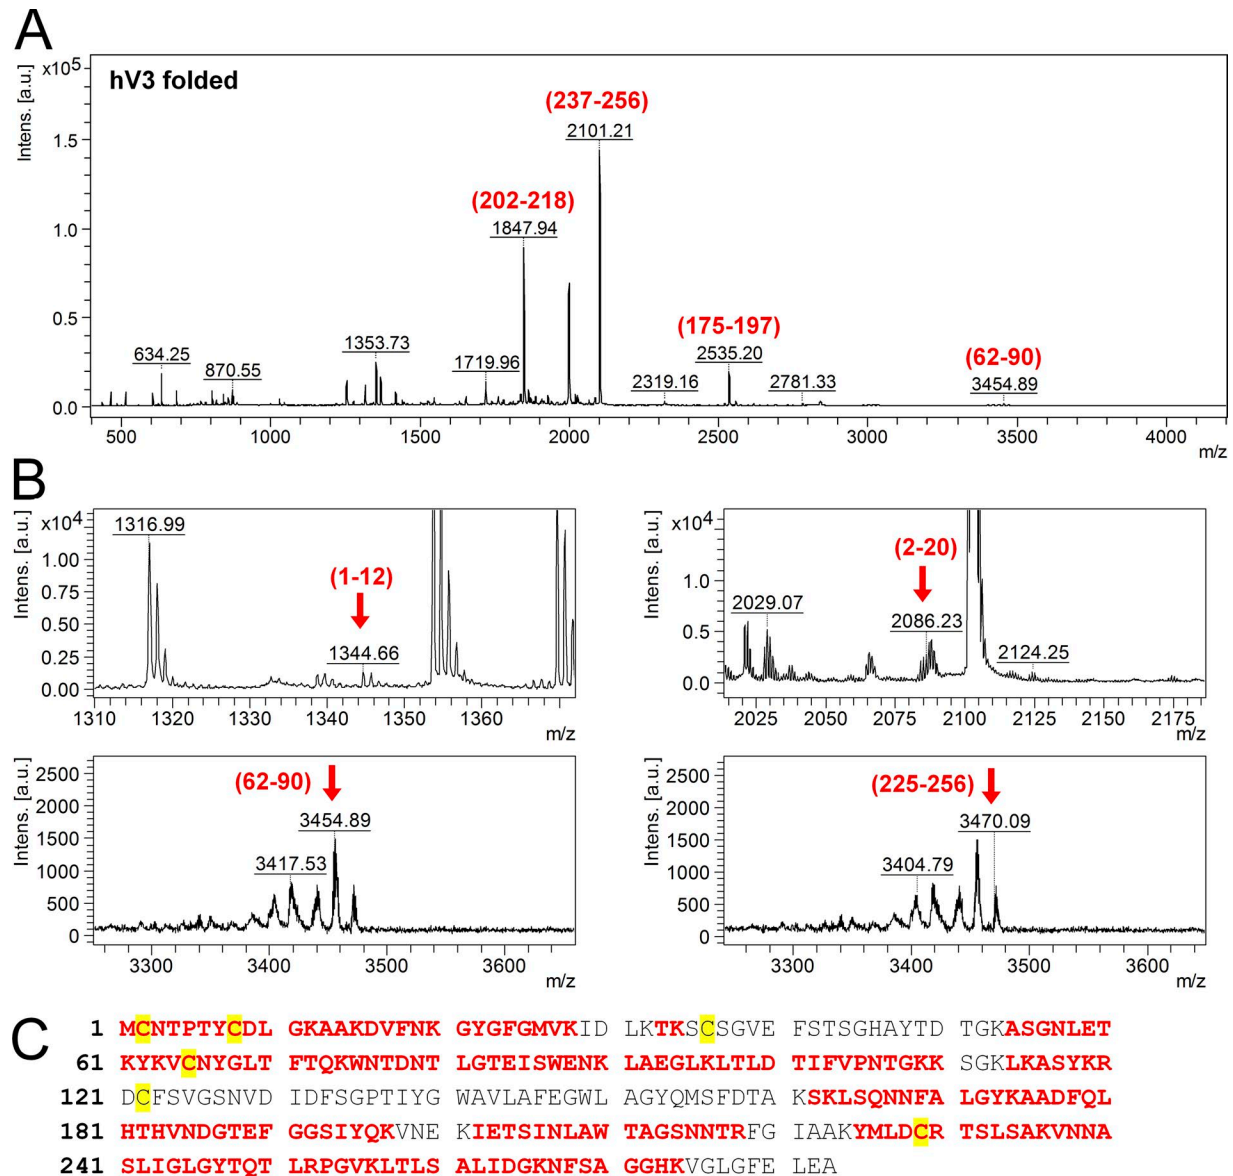 A
hV3 folded
Intens. [a.u.]
x10⁵
1.5
1.0
0.5
0.0
634.25
870.55
1353.73
1719.96
(202-218)
1847.94
(237-256)
2101.21
2319.16
(175-197)
2535.20
2781.33
(62-90)
3454.89
500 1000 1500 2000 2500 3000 3500 4000
m/z
B
Intens. [a.u.]
x10⁴
1.00
0.75
0.50
0.25
0.00
1316.99
(1-12)
1344.66
1310 1320 1330 1340 1350 1360
m/z
Intens. [a.u.]
x10⁴
1.0
0.5
0.0
2029.07
(2-20)
2086.23
2124.25
2025 2050 2075 2100 2125 2150 2175
m/z
Intens. [a.u.]
2500
2000
1500
1000
500
0
(62-90)
3454.89
3417.53
3300 3400 3500 3600
m/z
Intens. [a.u.]
2500
2000
1500
1000
500
0
(225-256)
3470.09
3404.79
3300 3400 3500 3600
m/z
C
1 MCNTPTYCDL GKAAKDVFNK GYGFGMVKID LKTKSCSGVE FSTSGHAYTD TGKASGNLET
61 KYKVCNYGLT FTQKWNTDNT LGTEISWENK LAEGLKLTLD TIFVPNTGKK SGKLKASYKR
121 DCFSVGSNVD IDFSGPTIYG WAVLAFEGWL AGYQMSFDTA KSKLSQNNFA LGYKAADFQL
181 HTHVNDGTEF GGSIYQKVNE KIETSINLAW TAGSNNTRFG IAAKYMLDCR TSLSAKVNNA
241 SLIGLGYTQT LRPGVKLTLS ALIDGKNFSA GGHKVGLGFE LEA